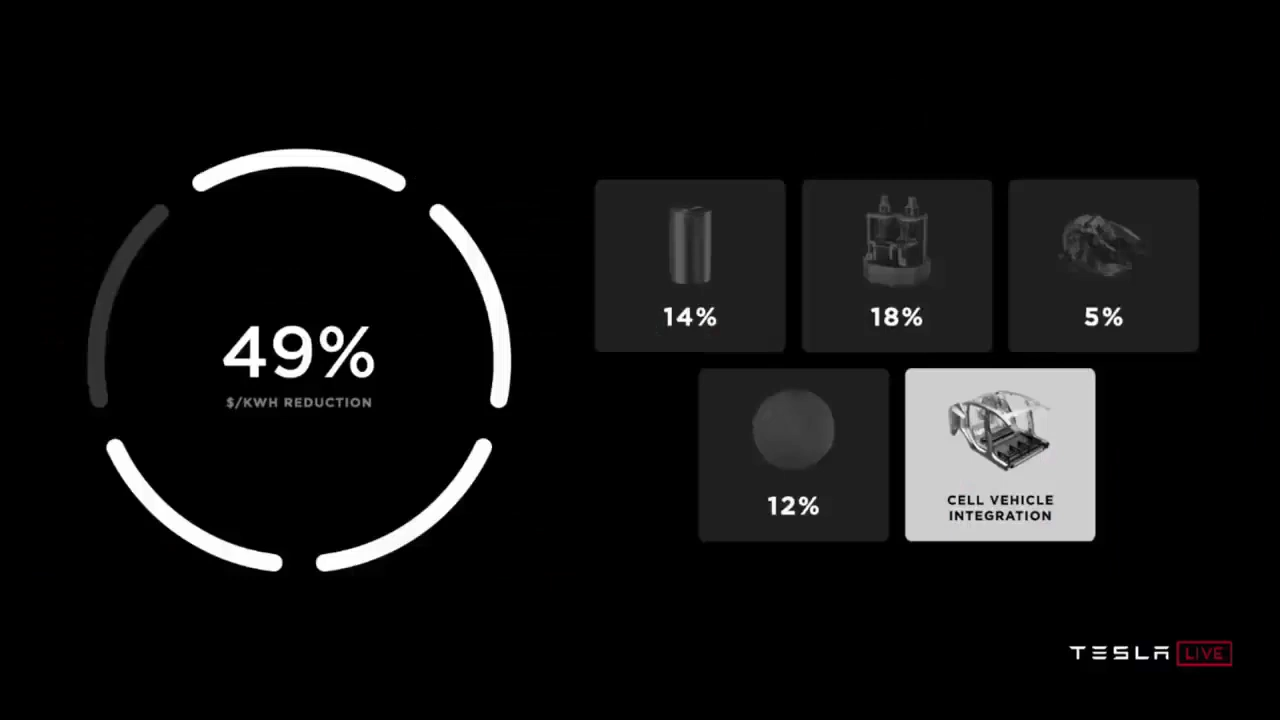 49%
$/KWH REDUCTION
14%
18%
5%
12%
CELL VEHICLE
INTEGRATION
TESLA LIVE